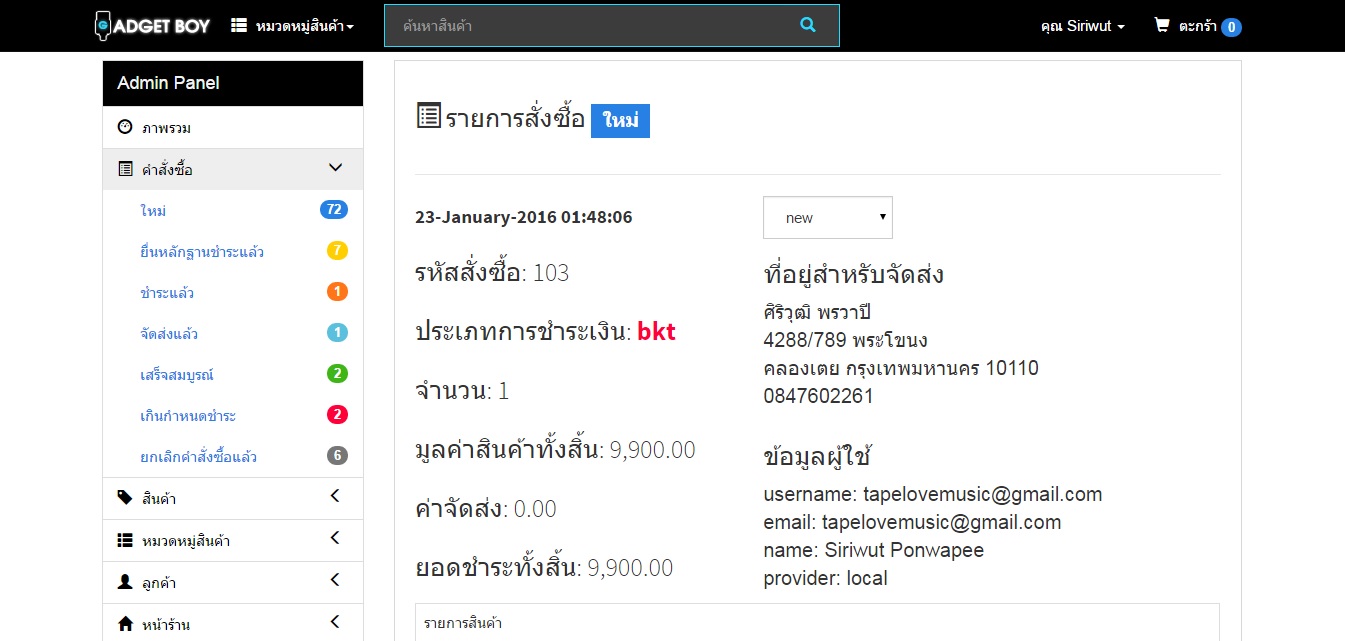 GADGET BOY
หมวดหมู่สินค้า
ค้นหาสินค้า
คุณ Siriwut
ตะกร้า 0
Admin Panel
ภาพรวม
คำสั่งซื้อ
ใหม่ 72
ยื่นหลักฐานชำระแล้ว 7
ชำระแล้ว 1
จัดส่งแล้ว 1
เสร็จสมบูรณ์ 2
เกินกำหนดชำระ 2
ยกเลิกคำสั่งซื้อแล้ว 6
สินค้า
หมวดหมู่สินค้า
ลูกค้า
หน้าร้าน
รายการสั่งซื้อ ใหม่
23-January-2016 01:48:06
รหัสสั่งซื้อ: 103
ประเภทการชำระเงิน: bkt
จำนวน: 1
มูลค่าสินค้าทั้งสิ้น: 9,900.00
ค่าจัดส่ง: 0.00
ยอดชำระทั้งสิ้น: 9,900.00
new
ที่อยู่สำหรับจัดส่ง
ศิริวุฒิ พรวาปี
4288/789 พระโขนง
คลองเตย กรุงเทพมหานคร 10110
0847602261
ข้อมูลผู้ใช้
username: tapelovemusic@gmail.com
email: tapelovemusic@gmail.com
name: Siriwut Ponwapee
provider: local
รายการสินค้า